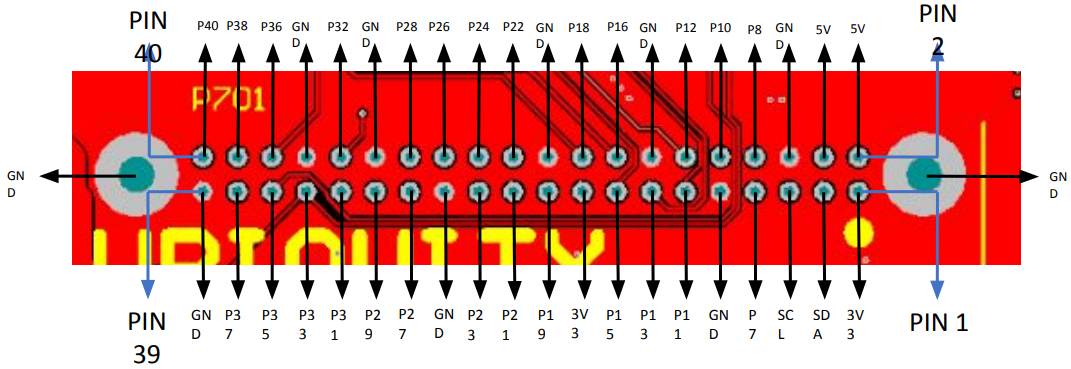 PIN
40
P40 P38 P36 GN
D P32 GN
D P28 P26 P24 P22 GN
D P18 P16 GN
D P12 P10 P8 GN
D 5V 5V
PIN
2
P701
GN
D
GN
D
GN
D P3
7 P3
5 P3
3 P3
1 P2
9 P2
7 GN
D P2
3 P2
1 P1
9 3V
3 P1
5 P1
3 P1
1 GN
D P
7 SC
L SD
A 3V
3
PIN
39
PIN 1